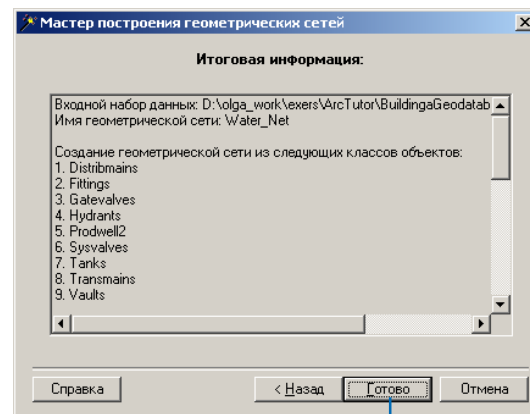 Мастер построения геометрических сетей
Итоговая информация:
Входной набор данных: D:\olga_work\exers\ArcTutor\BuildingaGeodatab
Имя геометрической сети: Water_Net
Создание геометрической сети из следующих классов объектов:
1. Distribmains
2. Fittings
3. Gatevalves
4. Hydrants
5. Prodwell2
6. Sysvalves
7. Tanks
8. Transmains
9. Vaults
Справка
< Назад
Готово
Отмена